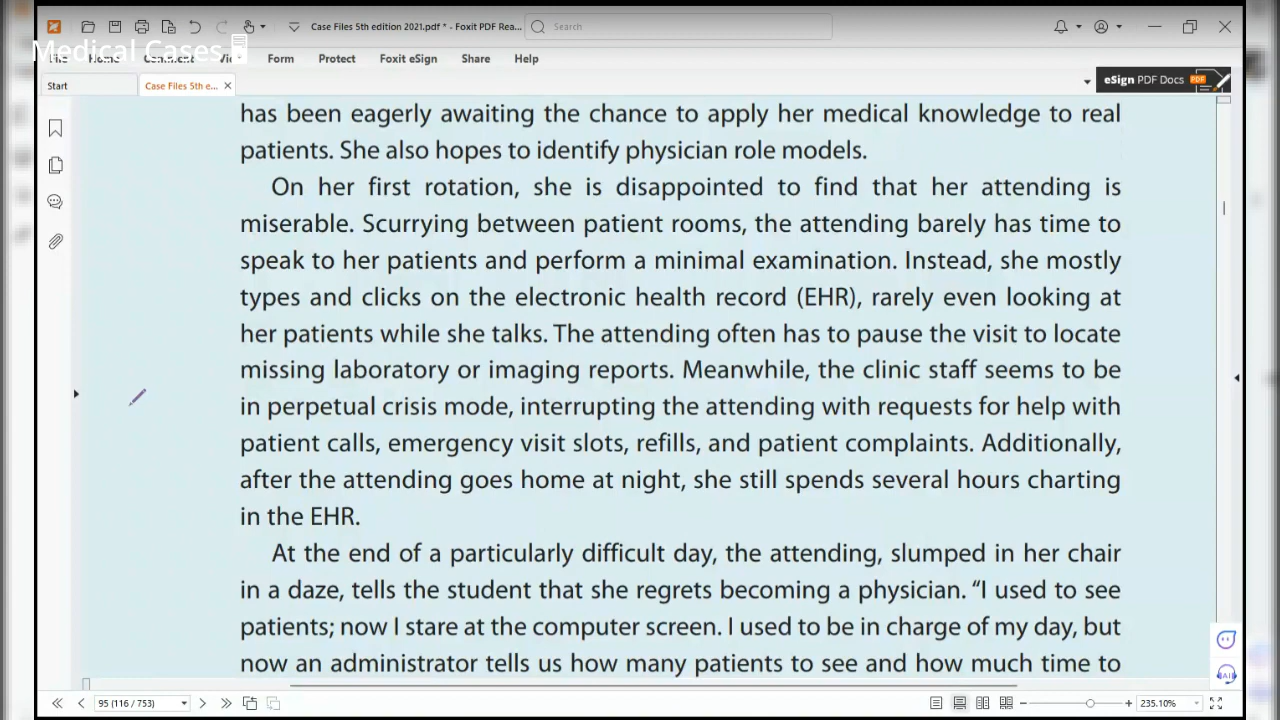 Case Files 5th edition 2021.pdf * - Foxit PDF Rea...
Search
Medical Cases
Form Protect Foxit eSign Share Help
Start
Case Files 5th e...
eSign PDF Docs
has been eagerly awaiting the chance to apply her medical knowledge to real
patients. She also hopes to identify physician role models.
On her first rotation, she is disappointed to find that her attending is
miserable. Scurrying between patient rooms, the attending barely has time to
speak to her patients and perform a minimal examination. Instead, she mostly
types and clicks on the electronic health record (EHR), rarely even looking at
her patients while she talks. The attending often has to pause the visit to locate
missing laboratory or imaging reports. Meanwhile, the clinic staff seems to be
in perpetual crisis mode, interrupting the attending with requests for help with
patient calls, emergency visit slots, refills, and patient complaints. Additionally,
after the attending goes home at night, she still spends several hours charting
in the EHR.
At the end of a particularly difficult day, the attending, slumped in her chair
in a daze, tells the student that she regrets becoming a physician. “I used to see
patients; now I stare at the computer screen. I used to be in charge of my day, but
now an administrator tells us how many patients to see and how much time to
95 (116 / 753)
235.10%